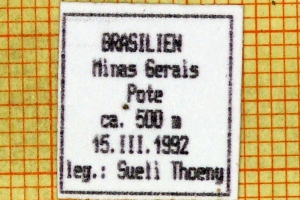 BRASILIEN
Minas Gerais
Pote
ca. 500 m
15.III.1992
leg.: Sueli Thoeny